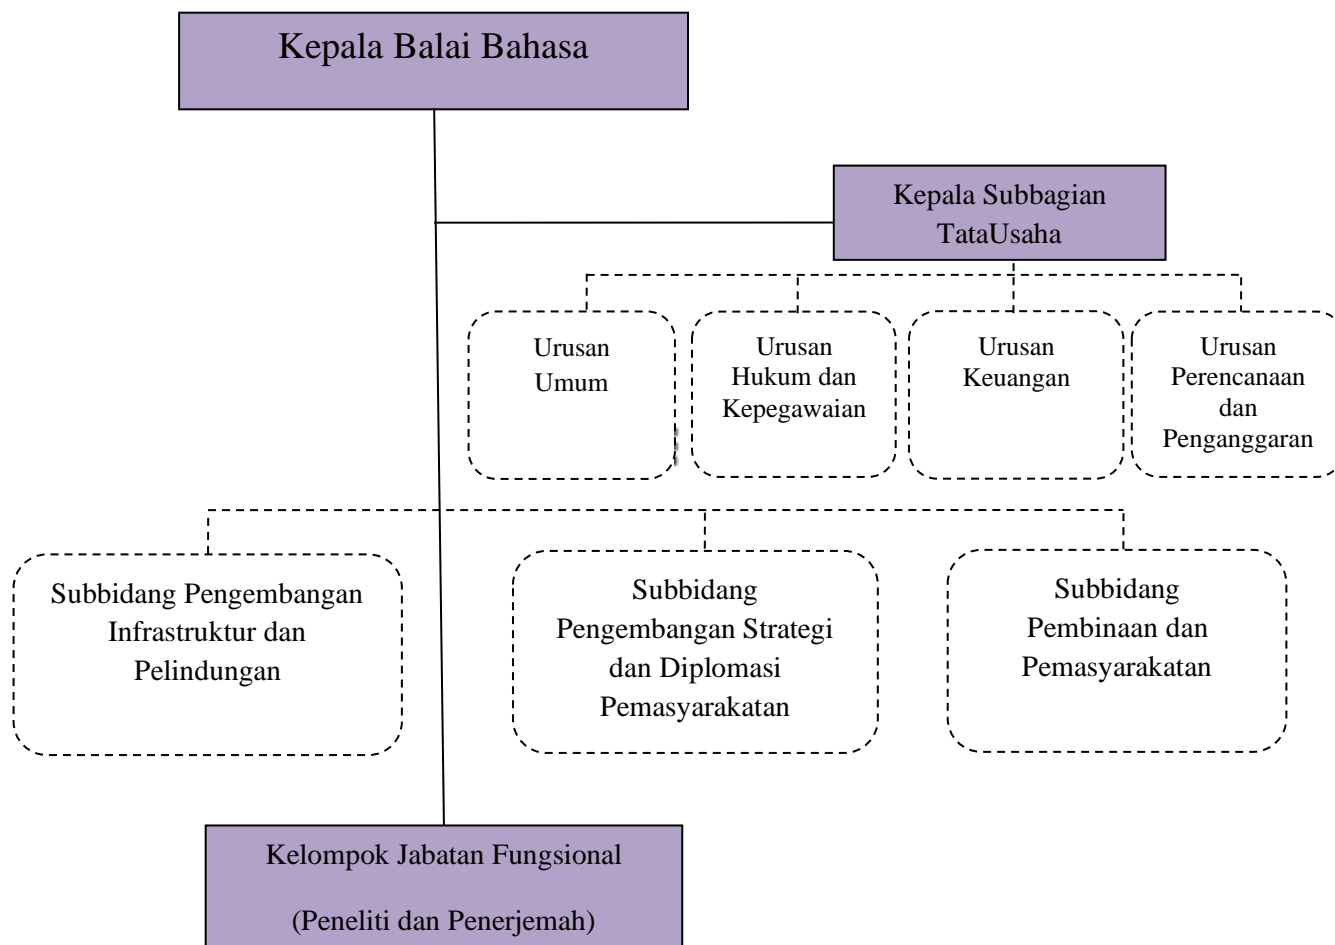 Kepala Balai Bahasa
Kepala Subbagian
TataUsaha
Urusan
Umum
Urusan
Hukum dan
Kepegawaian
Urusan
Keuangan
Urusan
Perencanaan
dan
Penganggaran
Subbidang Pengembangan
Infrastruktur dan
Pelindungan
Subbidang
Pengembangan Strategi
dan Diplomasi
Pemasyarakatan
Subbidang
Pembinaan dan
Pemasyarakatan
Kelompok Jabatan Fungsional
(Peneliti dan Penerjemah)